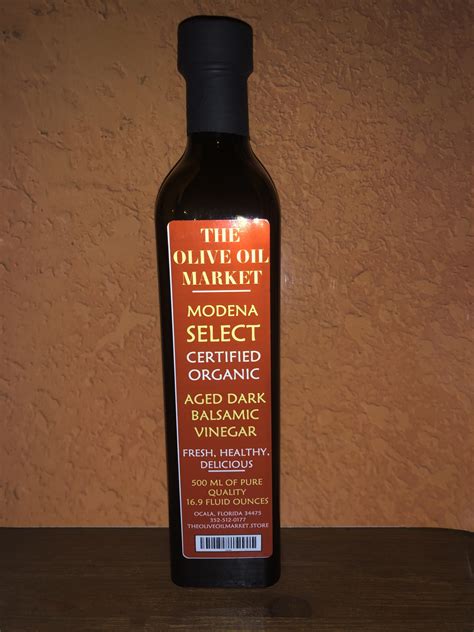 THE
OLIVE OIL
MARKET
MODENA
SELECT
CERTIFIED
ORGANIC
AGED DARK
BALSAMIC
VINEGAR
FRESH, HEALTHY,
DELICIOUS
500 ML OF PURE
QUALITY
16.9 FLUID OUNCES
OCALA, FLORIDA 34475
352-512-0177
THEOLIVEOILMARKET.STORE